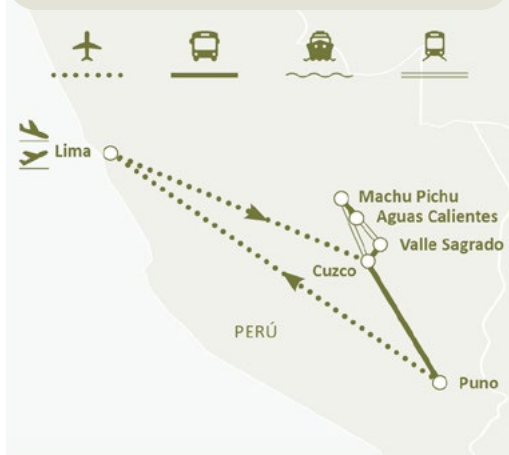 Lima
Machu Pichu
Aguas Calientes
Valle Sagrado
Cuzco
PERÚ
Puno